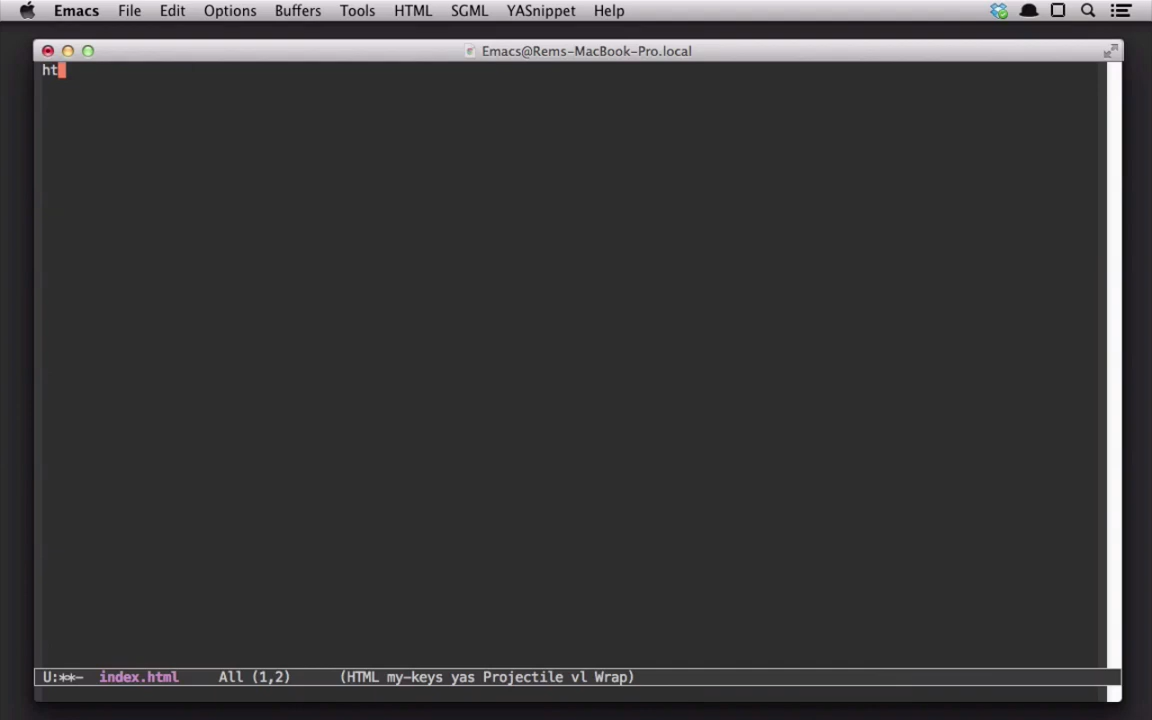 Emacs File Edit Options Buffers Tools HTML SGML YASnippet Help
Emacs@Rems-MacBook-Pro.local
ht
U:**- index.html All (1,2) (HTML my-keys yas Projectile vl Wrap)